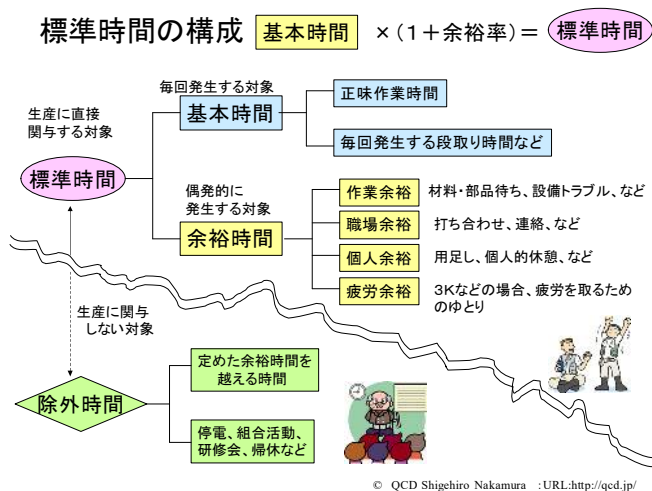 標準時間の構成 基本時間 ×(1+余裕率)= 標準時間
毎回発生する対象
生産に直接
関与する対象
基本時間
正味作業時間
毎回発生する段取り時間など
標準時間
偶発的に
発生する対象
余裕時間
作業余裕 材料・部品待ち、設備トラブル、など
職場余裕 打ち合わせ、連絡、など
個人余裕 用足し、個人的休憩、など
疲労余裕 3Kなどの場合、疲労を取るため
のゆとり
生産に関与
しない対象
除外時間
定めた余裕時間を
越える時間
停電、組合活動、
研修会、帰休など
© QCD Shigehiro Nakamura :URL:http://qcd.jp/